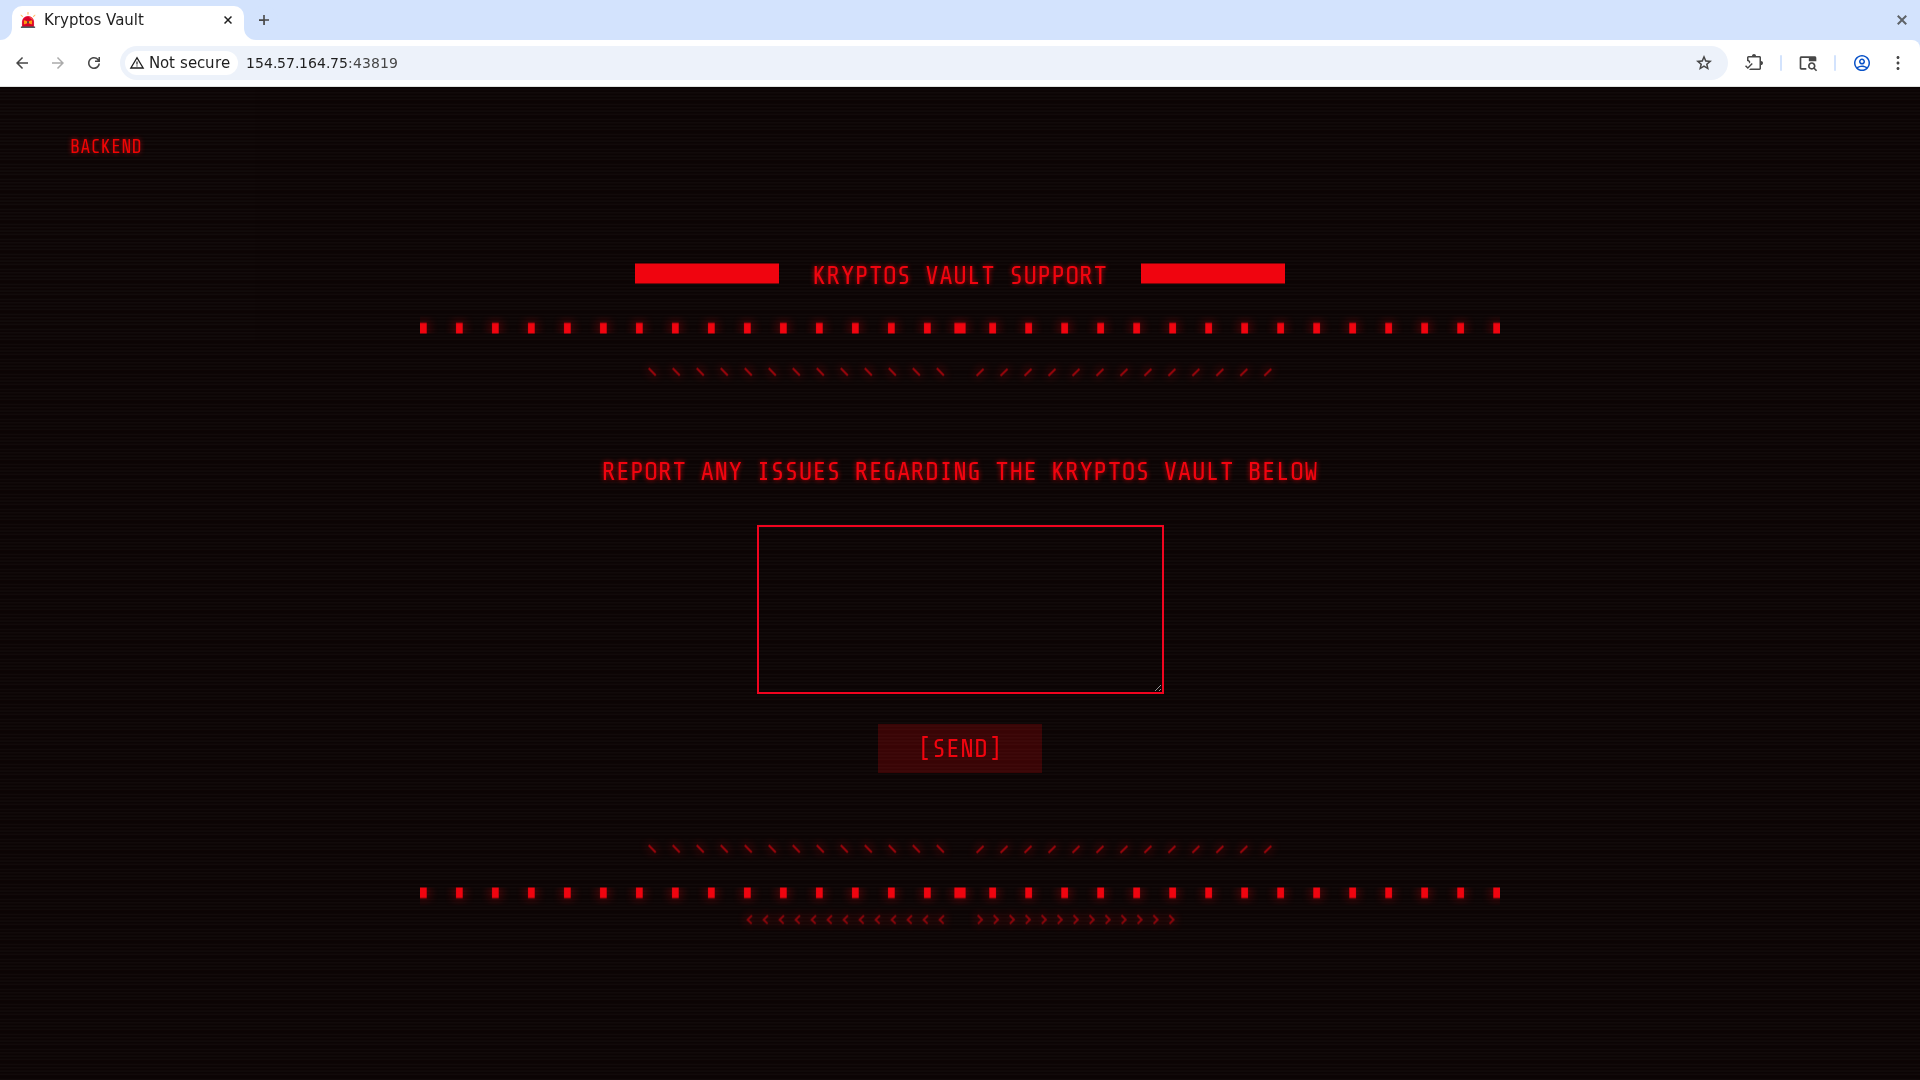 Kryptos Vault
Not secure
154.57.164.75:43819
BACKEND
KRYPTOS VAULT SUPPORT
REPORT ANY ISSUES REGARDING THE KRYPTOS VAULT BELOW
[SEND]